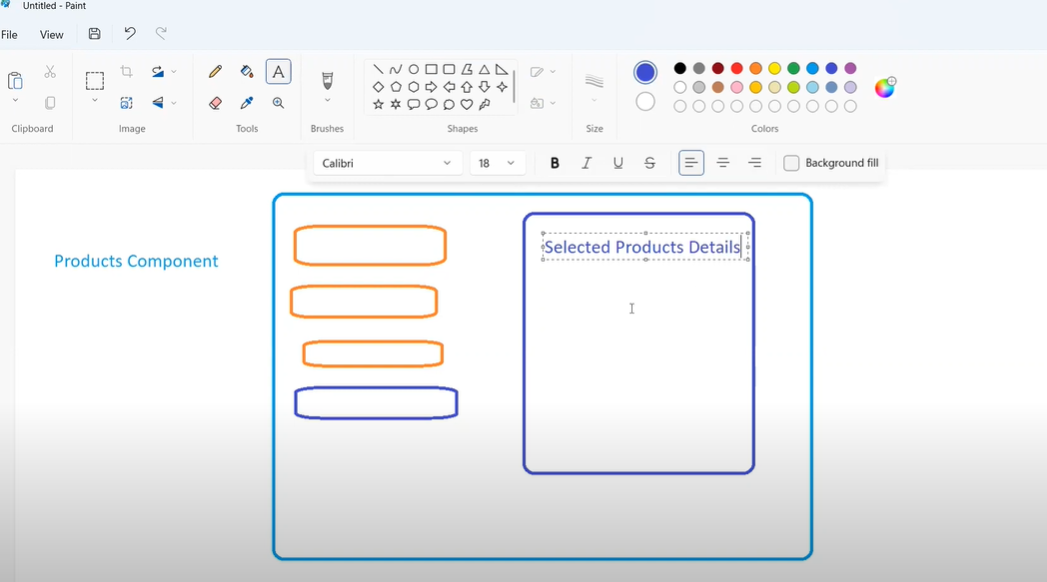 Untitled - Paint
File View
Clipboard Image Tools Brushes Shapes Size Colors
Calibri 18 B I U S Background fill
Products Component
Selected Products Details